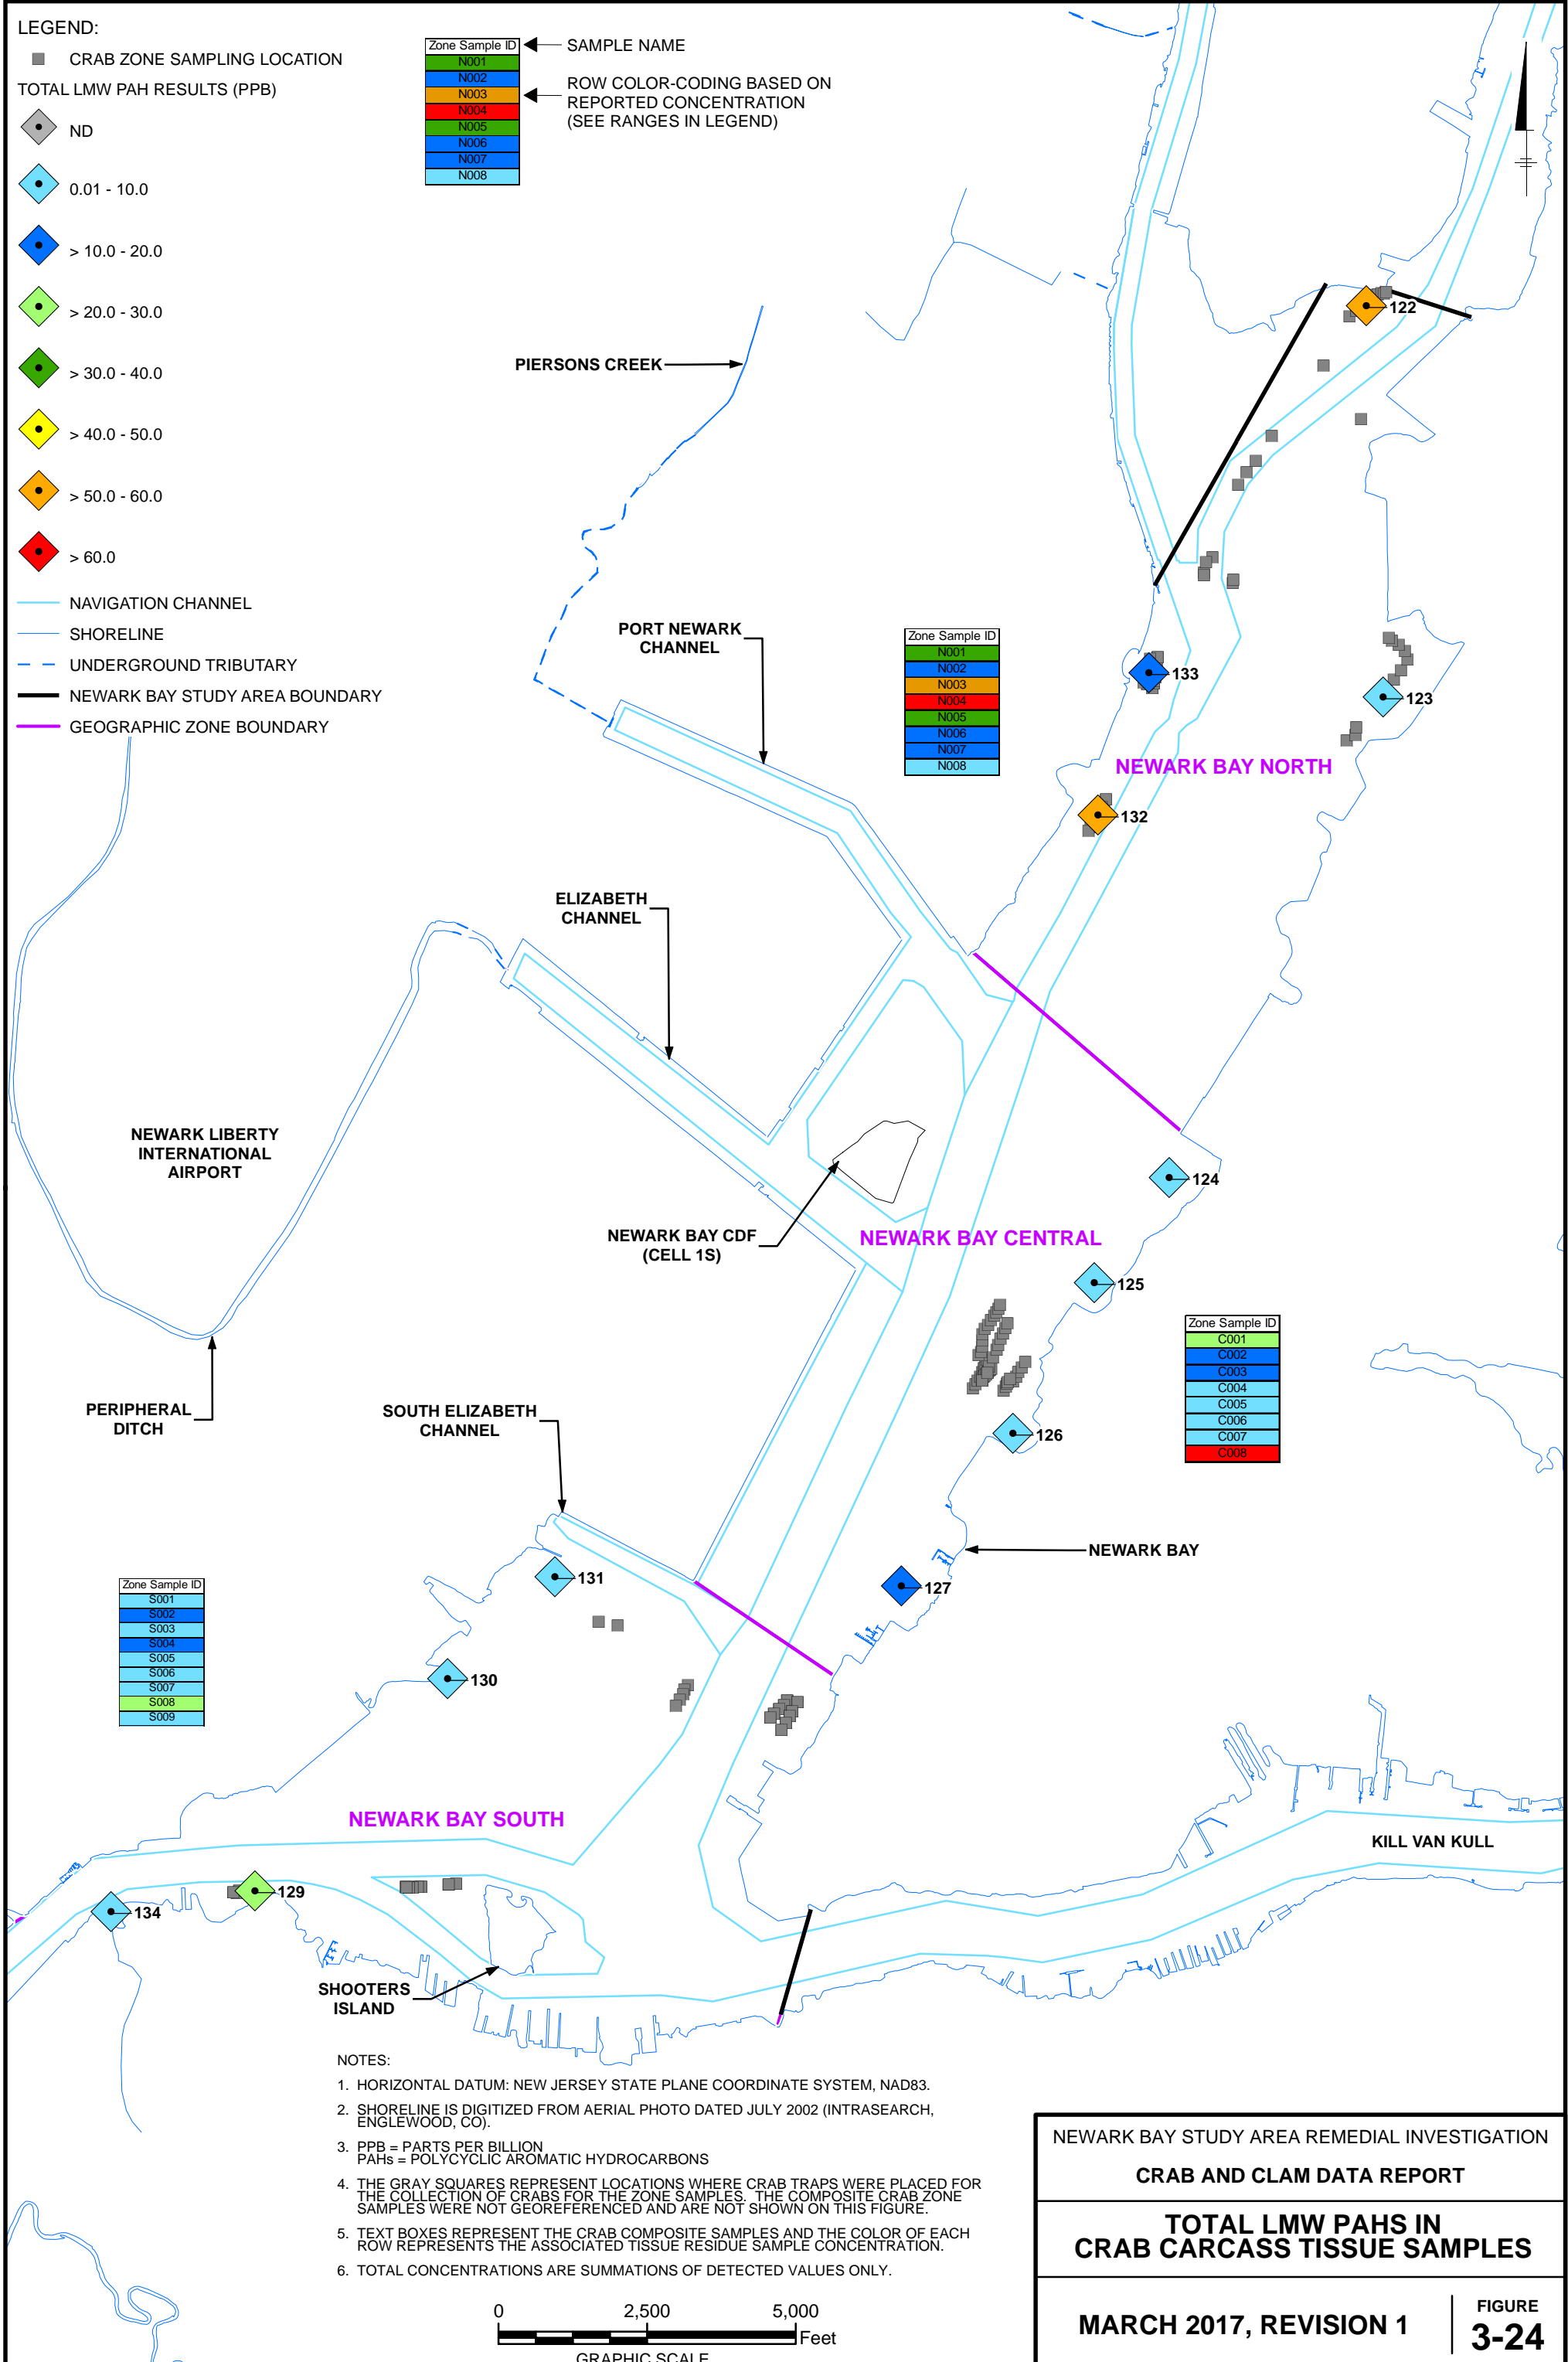 LEGEND:
CRAB ZONE SAMPLING LOCATION
TOTAL LMW PAH RESULTS (PPB)
ND
0.01 - 10.0
> 10.0 - 20.0
> 20.0 - 30.0
> 30.0 - 40.0
> 40.0 - 50.0
> 50.0 - 60.0
> 60.0
NAVIGATION CHANNEL
SHORELINE
UNDERGROUND TRIBUTARY
NEWARK BAY STUDY AREA BOUNDARY
GEOGRAPHIC ZONE BOUNDARY
Zone Sample ID
N001
N002
N003
N004
N005
N006
N007
N008
SAMPLE NAME
ROW COLOR-CODING BASED ON
REPORTED CONCENTRATION
(SEE RANGES IN LEGEND)
122
PIERSONS CREEK
PORT NEWARK
CHANNEL
Zone Sample ID
N001
N002
N003
N004
N005
N006
N007
N008
133
123
NEWARK BAY NORTH
132
ELIZABETH
CHANNEL
NEWARK LIBERTY
INTERNATIONAL
AIRPORT
124
NEWARK BAY CDF
(CELL 1S)
NEWARK BAY CENTRAL
125
Zone Sample ID
C001
C002
C003
C004
C005
C006
C007
C008
PERIPHERAL
DITCH
SOUTH ELIZABETH
CHANNEL
126
NEWARK BAY
131
127
Zone Sample ID
S001
S002
S003
S004
S005
S006
S007
S008
S009
130
NEWARK BAY SOUTH
KILL VAN KULL
129
134
SHOOTERS
ISLAND
NOTES:
1. HORIZONTAL DATUM: NEW JERSEY STATE PLANE COORDINATE SYSTEM, NAD83.
2. SHORELINE IS DIGITIZED FROM AERIAL PHOTO DATED JULY 2002 (INTRASEARCH,
ENGLEWOOD, CO).
3. PPB = PARTS PER BILLION
PAHs = POLYCYCLIC AROMATIC HYDROCARBONS
4. THE GRAY SQUARES REPRESENT LOCATIONS WHERE CRAB TRAPS WERE PLACED FOR
THE COLLECTION OF CRABS FOR THE ZONE SAMPLES. THE COMPOSITE CRAB ZONE
SAMPLES WERE NOT GEOREFERENCED AND ARE NOT SHOWN ON THIS FIGURE.
5. TEXT BOXES REPRESENT THE CRAB COMPOSITE SAMPLES AND THE COLOR OF EACH
ROW REPRESENTS THE ASSOCIATED TISSUE RESIDUE SAMPLE CONCENTRATION.
6. TOTAL CONCENTRATIONS ARE SUMMATIONS OF DETECTED VALUES ONLY.
0 2,500 5,000
Feet
GRAPHIC SCALE
NEWARK BAY STUDY AREA REMEDIAL INVESTIGATION
CRAB AND CLAM DATA REPORT
TOTAL LMW PAHS IN
CRAB CARCASS TISSUE SAMPLES
MARCH 2017, REVISION 1
FIGURE
3-24